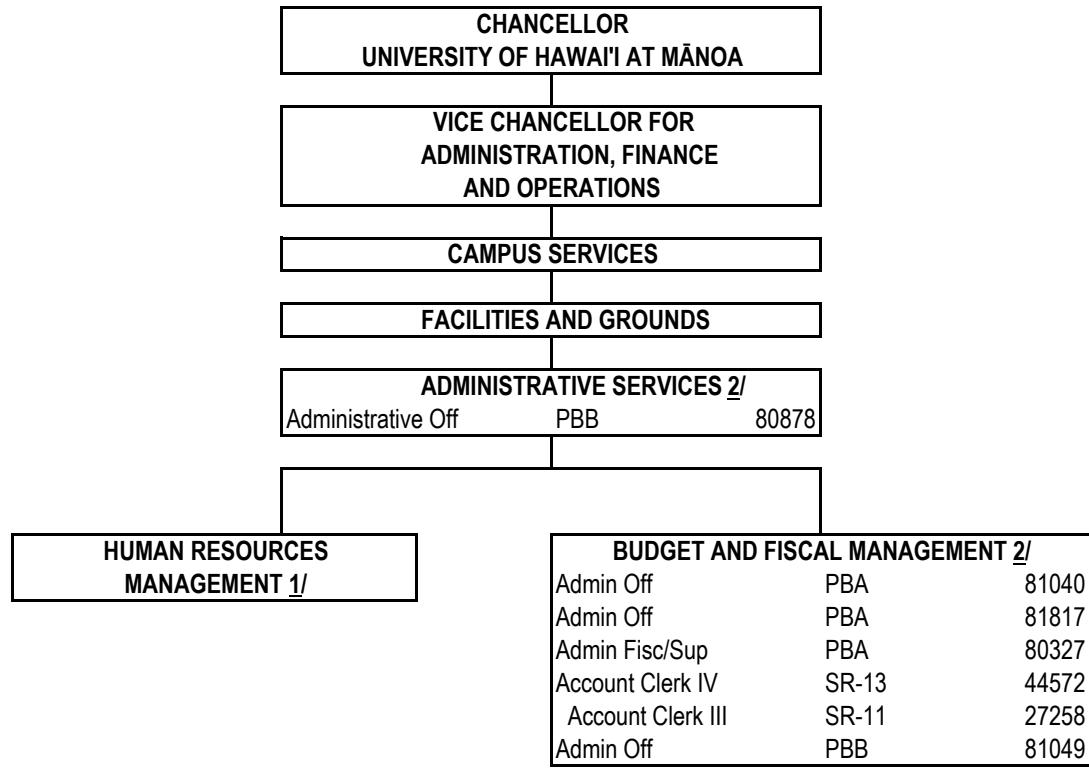 CHANCELLOR
UNIVERSITY OF HAWAI'I AT MĀNOA
VICE CHANCELLOR FOR
ADMINISTRATION, FINANCE
AND OPERATIONS
CAMPUS SERVICES
FACILITIES AND GROUNDS
ADMINISTRATIVE SERVICES 2/
Administrative Off PBB 80878
HUMAN RESOURCES
MANAGEMENT 1/
BUDGET AND FISCAL MANAGEMENT 2/
Admin Off PBA 81040
Admin Off PBA 81817
Admin Fisc/Sup PBA 80327
Account Clerk IV SR-13 44572
Account Clerk III SR-11 27258
Admin Off PBB 81049